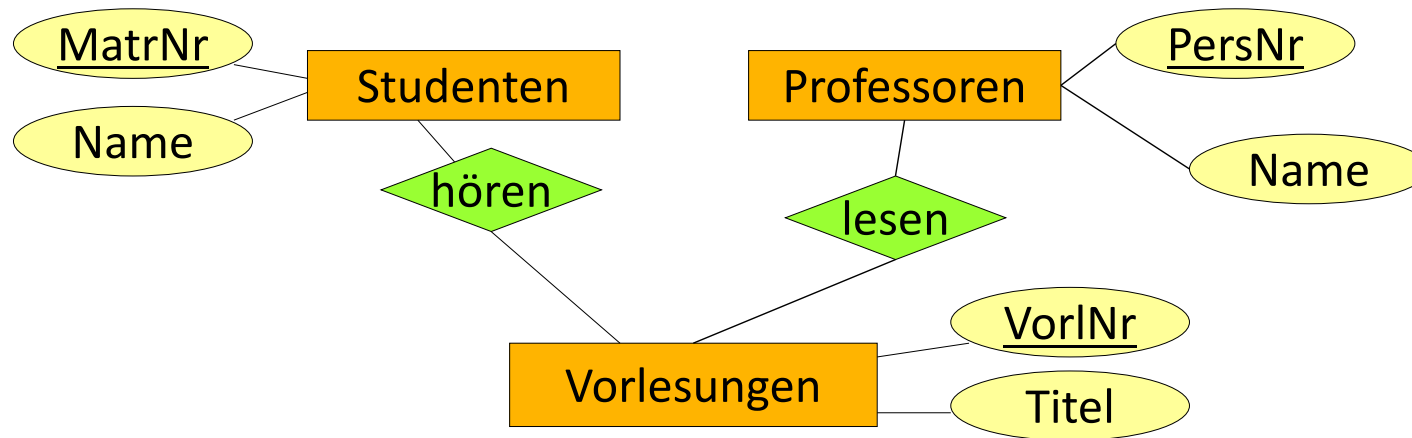 MatrNr
Studenten
Name
Professoren
PersNr
Name
hören
lesen
Vorlesungen
VorlNr
Titel